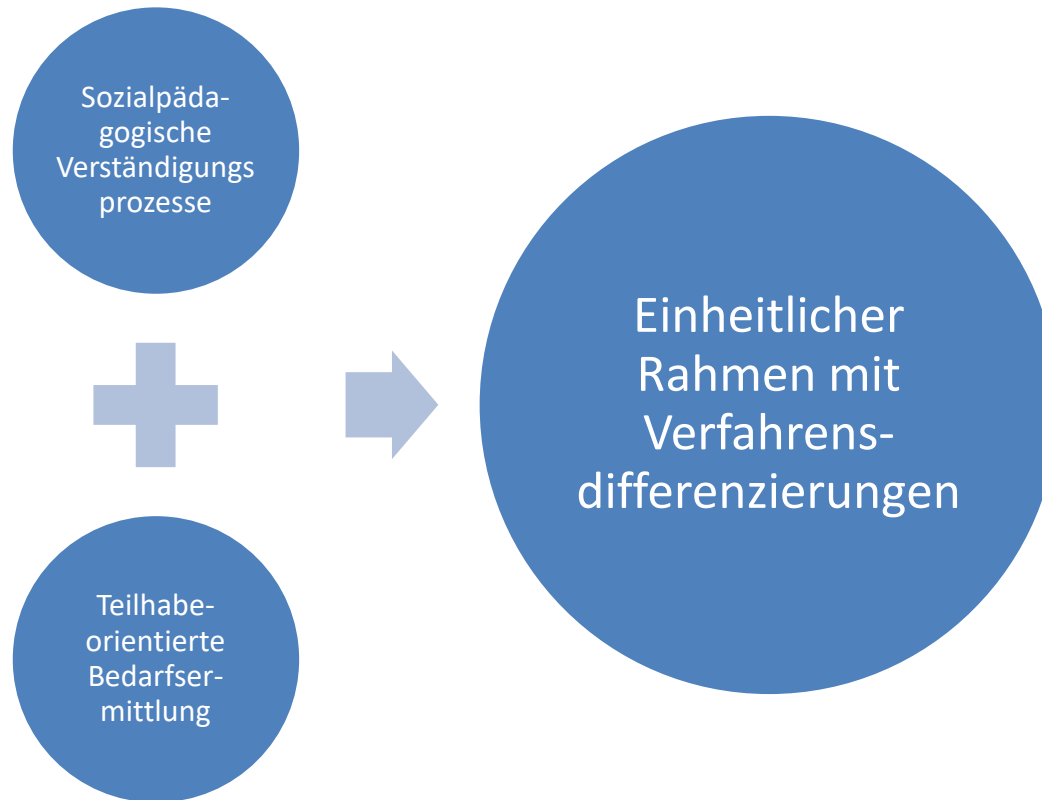 Sozialpäda-
gogische
Verständigungs
prozesse
Teilhabe-
orientierte
Bedarfser-
mittlung
Einheitlicher
Rahmen mit
Verfahrens-
differenzierungen